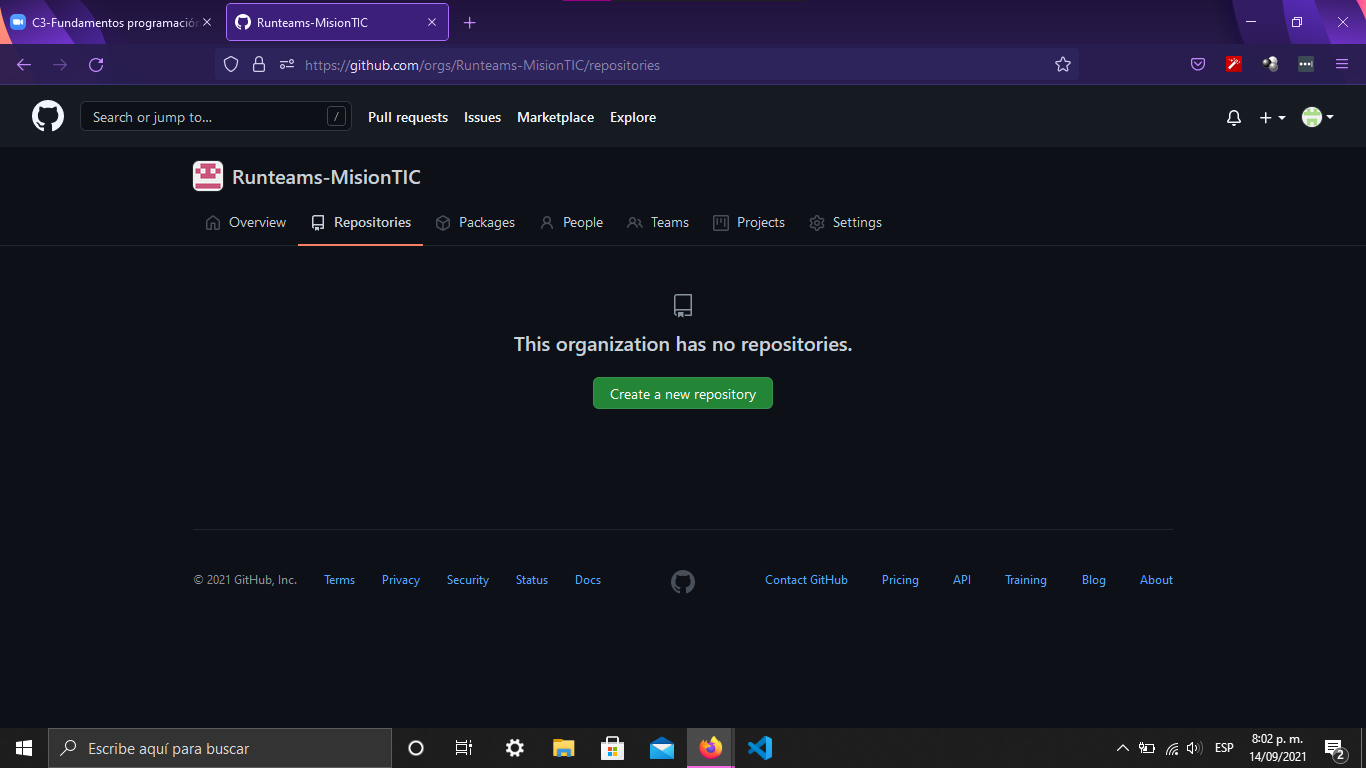 C3-Fundamentos programación
Runteams-MisionTIC
https://github.com/orgs/Runteams-MisionTIC/repositories
Search or jump to...
/
Pull requests
Issues
Marketplace
Explore
Runteams-MisionTIC
Overview
Repositories
Packages
People
Teams
Projects
Settings
This organization has no repositories.
Create a new repository
© 2021 GitHub, Inc.
Terms
Privacy
Security
Status
Docs
Contact GitHub
Pricing
API
Training
Blog
About
Escribe aquí para buscar
ESP
8:02 p. m.
14/09/2021
2